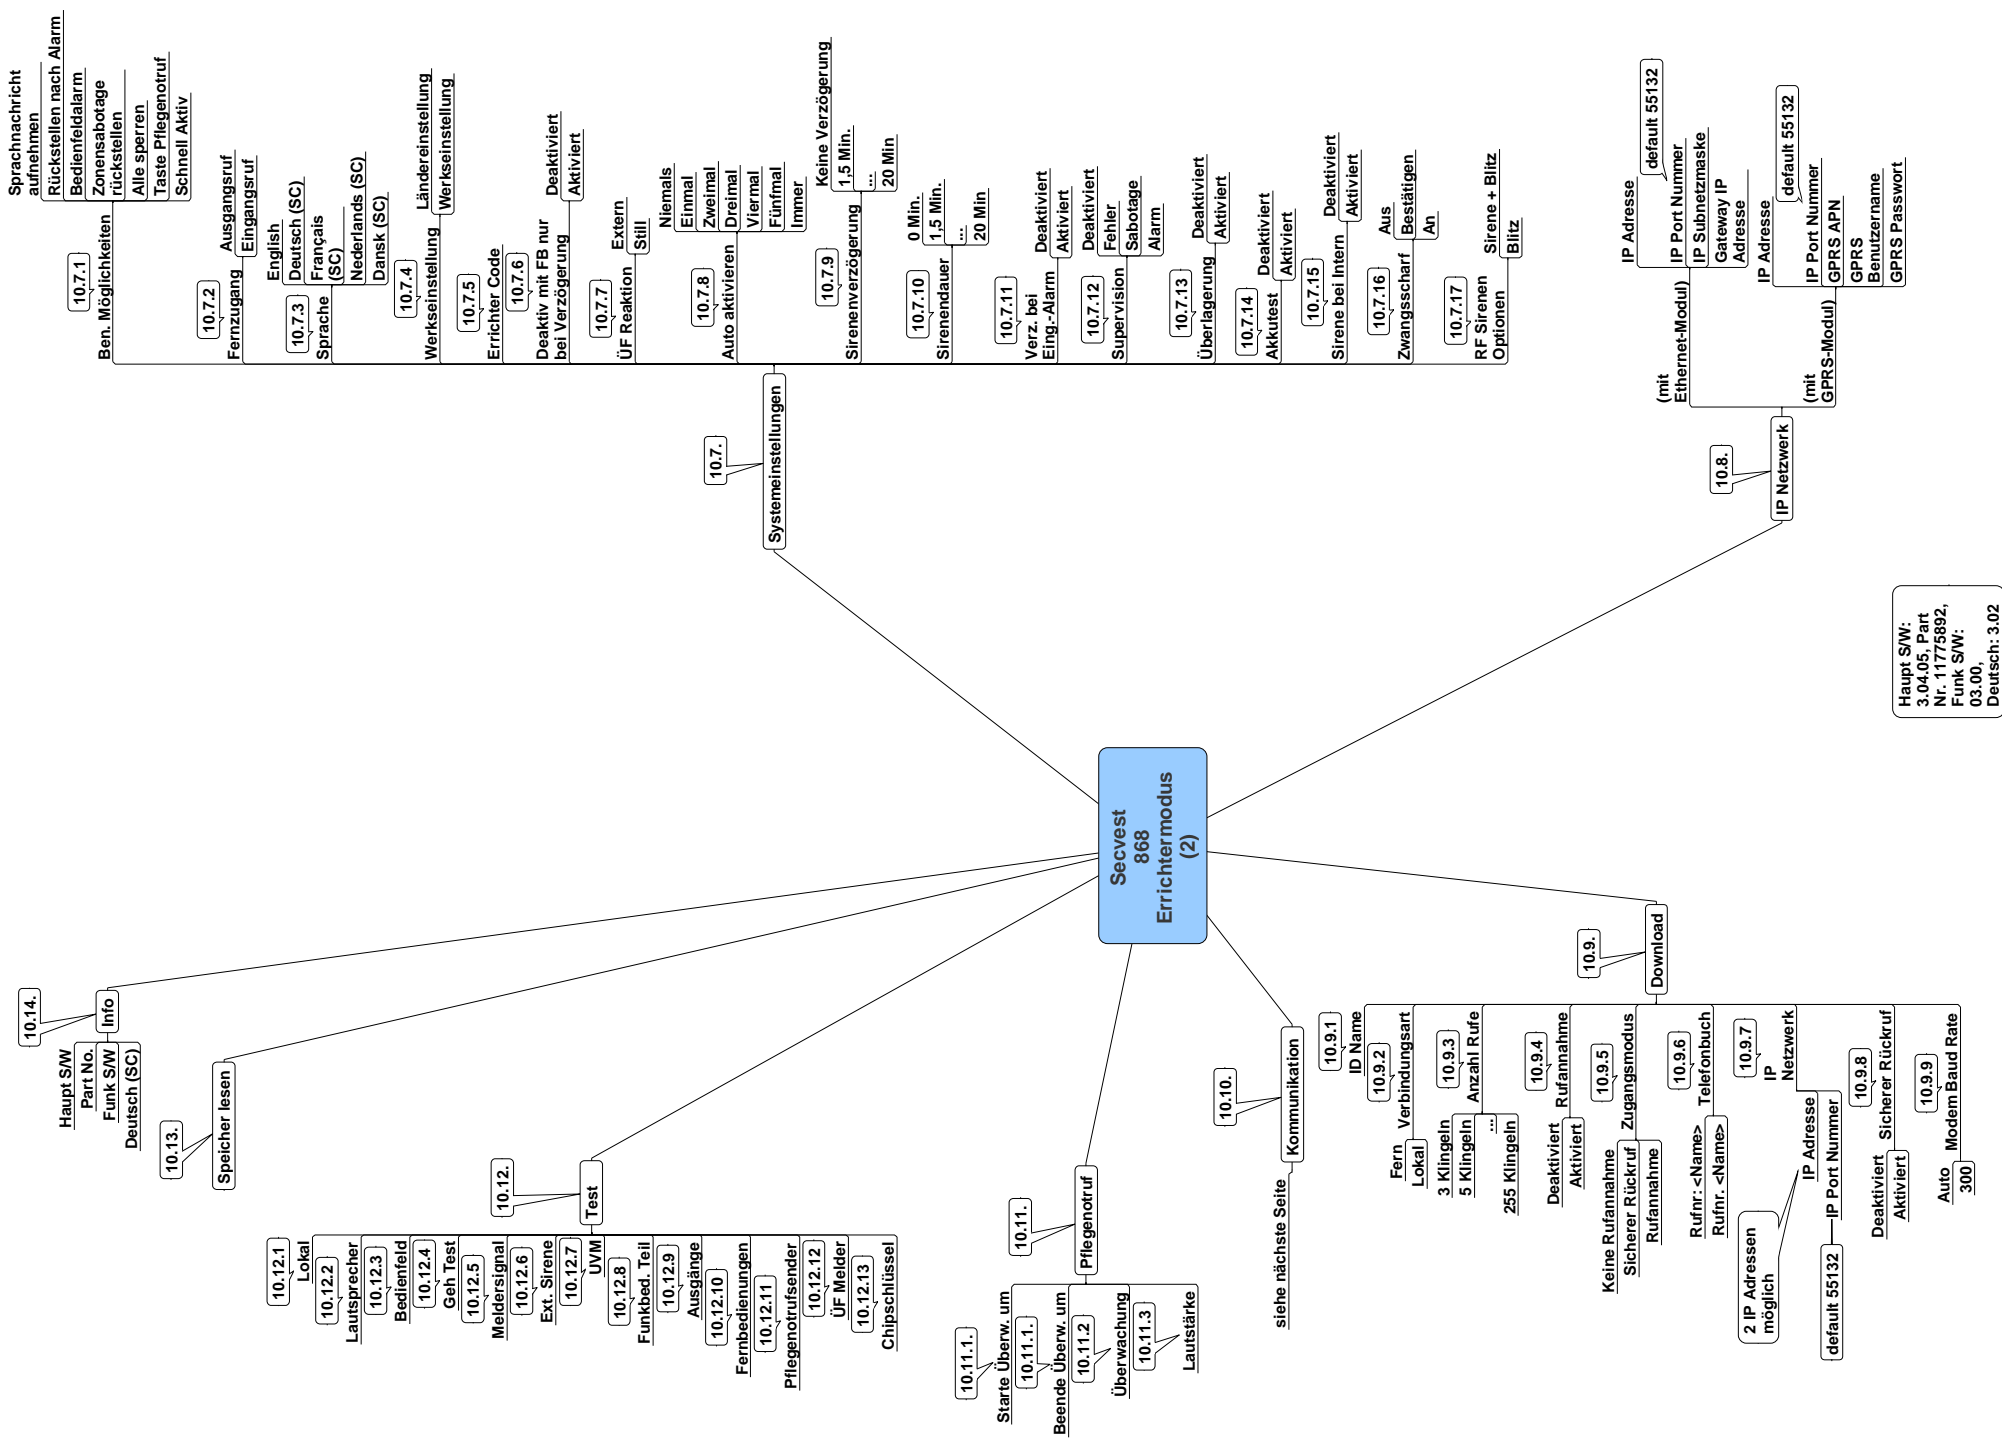 Secvest
868
Errichtermodus
(2)
10.7.
Systemeinstellungen
10.7.1
Ben. Möglichkeiten
Sprachnachricht
aufnehmen
Rückstellen nach Alarm
Bedienfeldalarm
Zonensabotage
rückstellen
Alle sperren
Taste Pflegenotruf
Schnell Aktiv
10.7.2
Fernzugang
Ausgangsruf
Eingangsruf
10.7.3
Sprache
English
Deutsch (SC)
Français
(SC)
Nederlands (SC)
Dansk (SC)
10.7.4
Werkseinstellung
Ländereinstellung
Werkseinstellung
10.7.5
Errichter Code
10.7.6
Deaktiv mit FB nur
bei Verzögerung
Deaktiviert
Aktiviert
10.7.7
ÜF Reaktion
Extern
Still
10.7.8
Auto aktivieren
Niemals
Einmal
Zweimal
Dreimal
Viermal
Fünfmal
Immer
10.7.9
Sirenenverzögerung
Keine Verzögerung
1,5 Min.
...
20 Min
10.7.10
Sirenendauer
0 Min.
1,5 Min.
...
20 Min
10.7.11
Verz. bei
Eing.-Alarm
Deaktiviert
Aktiviert
10.7.12
Supervision
Deaktiviert
Fehler
Sabotage
Alarm
10.7.13
Überlagerung
Deaktiviert
Aktiviert
10.7.14
Akkutest
Deaktiviert
Aktiviert
10.7.15
Sirene bei Intern
Deaktiviert
Aktiviert
10.7.16
Zwangsscharf
Aus
Bestätigen
An
10.7.17
RF Sirenen
Optionen
Sirene + Blitz
Blitz
10.8.
IP Netzwerk
(mit
Ethernet-Modul)
IP Adresse
IP Port Nummer
default 55132
IP Subnetzmaske
Gateway IP
Adresse
(mit
GPRS-Modul)
IP Adresse
IP Port Nummer
default 55132
GPRS APN
GPRS
Benutzername
GPRS Passwort
10.9.
Download
10.9.1
ID Name
10.9.2
Verbindungsart
Fern
Lokal
10.9.3
Anzahl Rufe
3 Klingeln
5 Klingeln
...
255 Klingeln
10.9.4
Rufannahme
Deaktiviert
Aktiviert
10.9.5
Zugangsmodus
Keine Rufannahme
Sicherer Rückruf
Rufannahme
10.9.6
Telefonbuch
Rufnr: <Name>
Rufnr. <Name>
10.9.7
IP
Netzwerk
IP Adresse
2 IP Adressen
möglich
IP Port Nummer
default 55132
10.9.8
Sicherer Rückruf
Deaktiviert
Aktiviert
10.9.9
Modem Baud Rate
Auto
300
10.10.
Kommunikation
siehe nächste Seite
10.11.
Pflegenotruf
10.11.1.
Starte Überw. um
10.11.1.
Beende Überw. um
10.11.2
Überwachung
10.11.3
Lautstärke
10.12.
Test
10.12.1
Lokal
10.12.2
Lautsprecher
10.12.3
Bedienfeld
10.12.4
Geh Test
10.12.5
Meldersignal
10.12.6
Ext. Sirene
10.12.7
UVM
10.12.8
Funkbed. Teil
10.12.9
Ausgänge
10.12.10
Fernbedienungen
10.12.11
Pflegenotrufsender
10.12.12
ÜF Melder
10.12.13
Chipschlüssel
10.13.
Speicher lesen
10.14.
Info
Haupt S/W
Part No.
Funk S/W
Deutsch (SC)
Haupt S/W:
3.04.05, Part
Nr. 11775892,
Funk S/W:
03.00,
Deutsch: 3.02